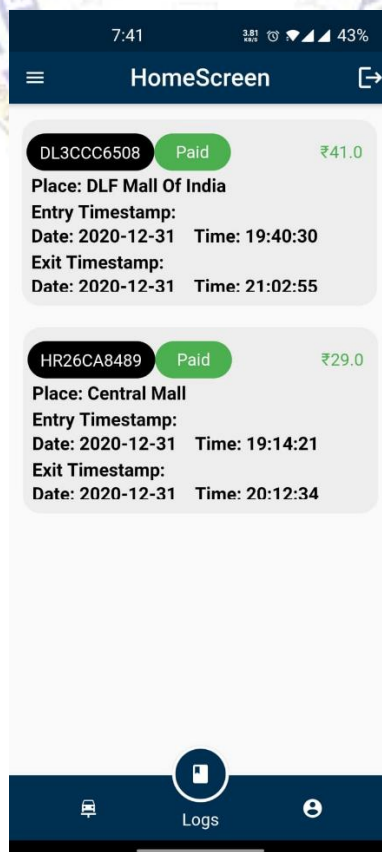 7:41 3.81 KB/S 43%
HomeScreen
DL3CCC6508 Paid ₹41.0
Place: DLF Mall Of India
Entry Timestamp:
Date: 2020-12-31 Time: 19:40:30
Exit Timestamp:
Date: 2020-12-31 Time: 21:02:55
HR26CA8489 Paid ₹29.0
Place: Central Mall
Entry Timestamp:
Date: 2020-12-31 Time: 19:14:21
Exit Timestamp:
Date: 2020-12-31 Time: 20:12:34
Logs